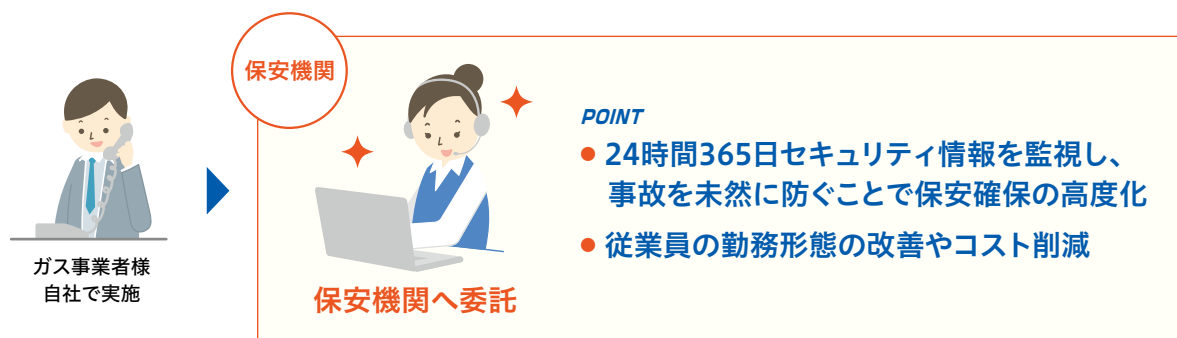 保安機関
ガス事業者様
自社で実施
保安機関へ委託
POINT
● 24時間365日セキュリティ情報を監視し、
事故を未然に防ぐことで保安確保の高度化
● 従業員の勤務形態の改善やコスト削減